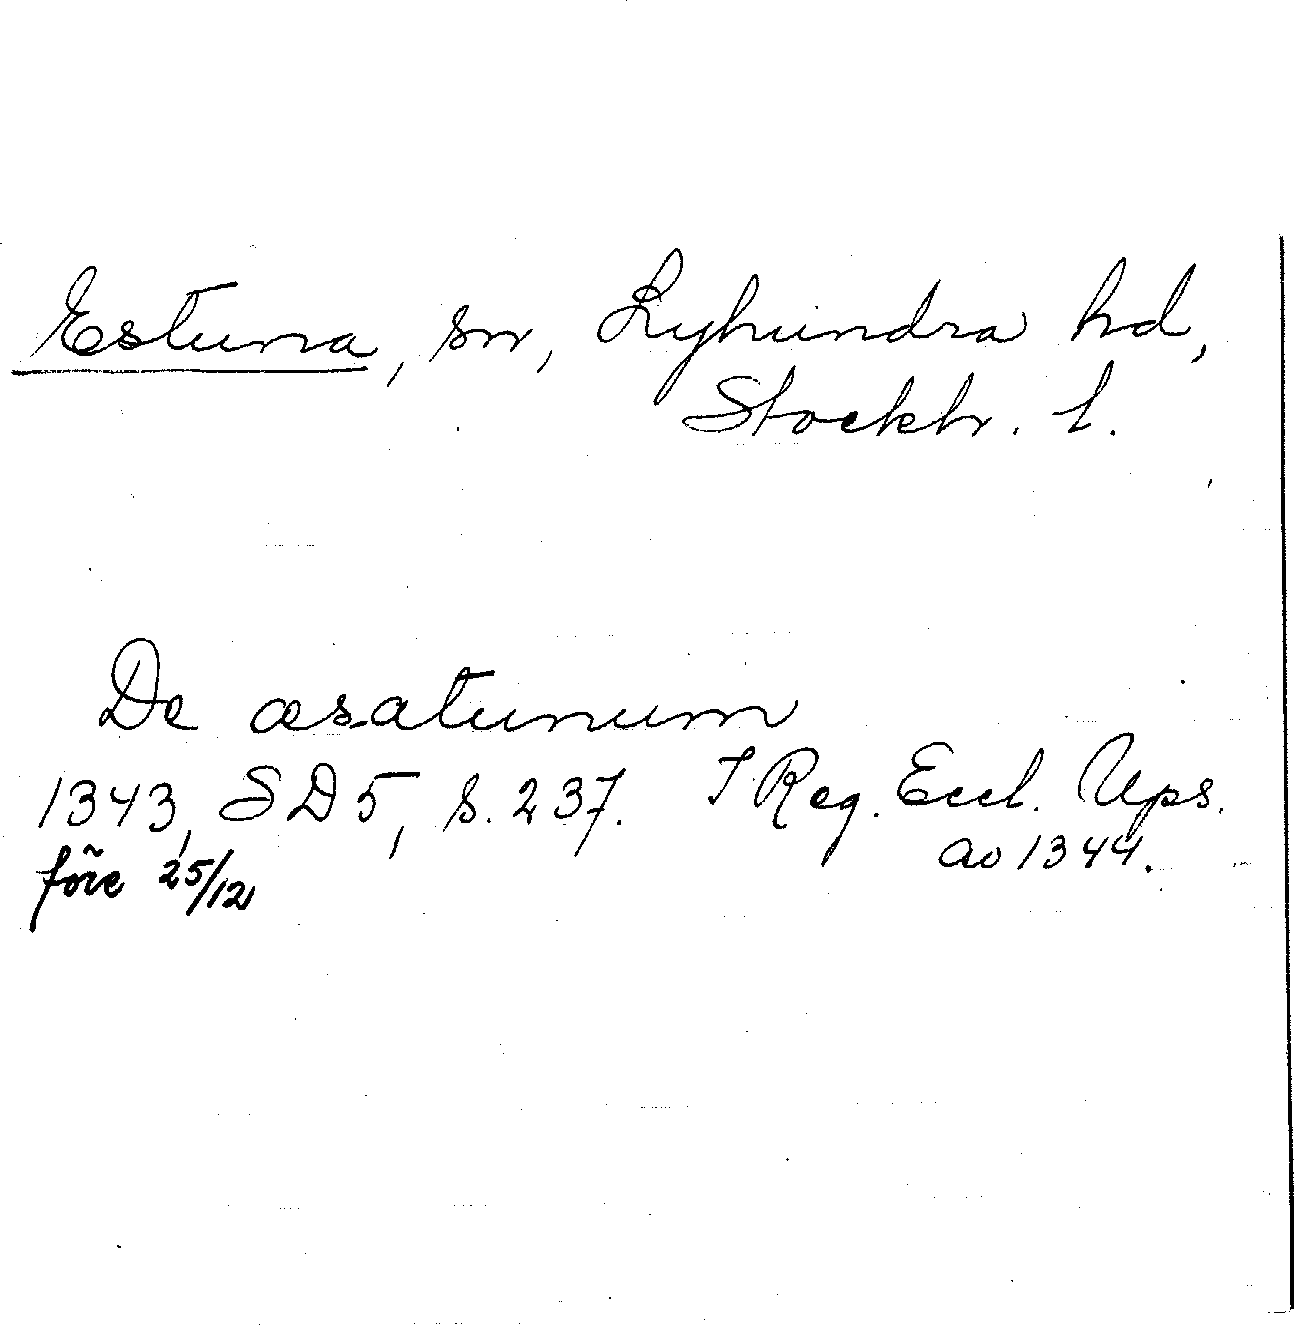 Estuna, sn, Lyhundra hd,
Stockh. l.
De æsatunum
1343, SD 5, s. 237. I Reg. Eccl. Ups.
före 25/12 ao 1344.